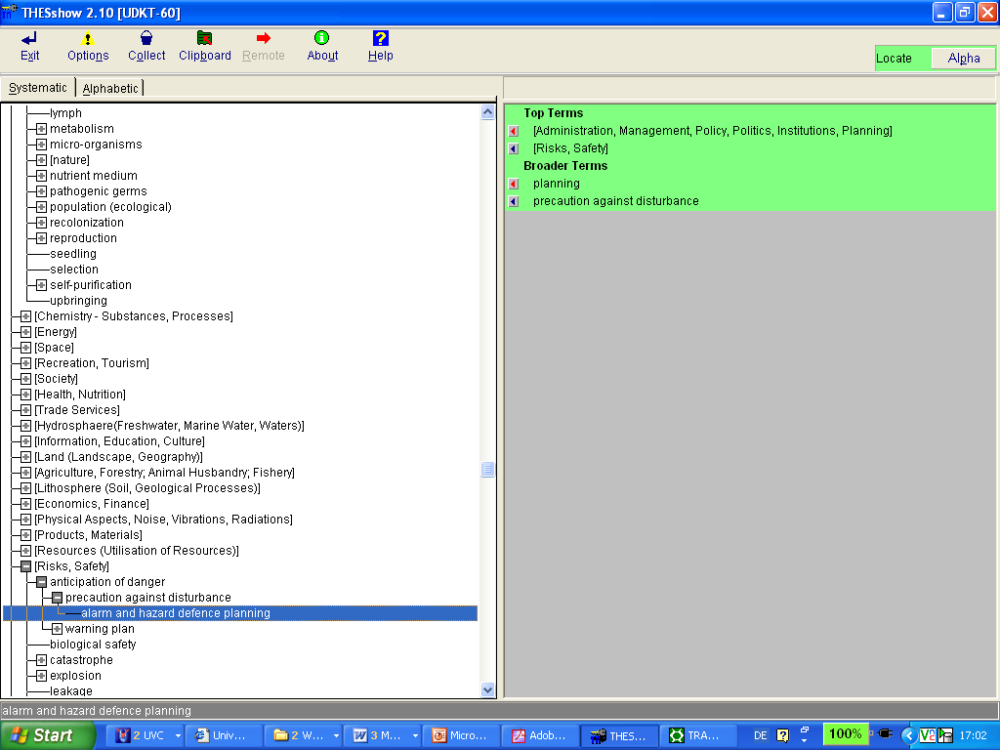 THESshow 2.10 [UDKT-60]
Exit Options Collect Clipboard Remote About Help
Locate Alpha
Systematic Alphabetic
lymph
metabolism
micro-organisms
[nature]
nutrient medium
pathogenic germs
population (ecological)
recolonization
reproduction
seedling
selection
self-purification
upbringing
[Chemistry - Substances, Processes]
[Energy]
[Space]
[Recreation, Tourism]
[Society]
[Health, Nutrition]
[Trade Services]
[Hydrosphaere(Freshwater, Marine Water, Waters)]
[Information, Education, Culture]
[Land (Landscape, Geography)]
[Agriculture, Forestry; Animal Husbandry; Fishery]
[Lithosphere (Soil, Geological Processes)]
[Economics, Finance]
[Physical Aspects, Noise, Vibrations, Radiations]
[Products, Materials]
[Resources (Utilisation of Resources)]
[Risks, Safety]
anticipation of danger
precaution against disturbance
alarm and hazard defence planning
warning plan
biological safety
catastrophe
explosion
leakage
Top Terms
[Administration, Management, Policy, Politics, Institutions, Planning]
[Risks, Safety]
Broader Terms
planning
precaution against disturbance
alarm and hazard defence planning
Start 2 UVC Univ... 2 W... 3 M... Micro... Adob... THES... TRA... DE 100% 17:02